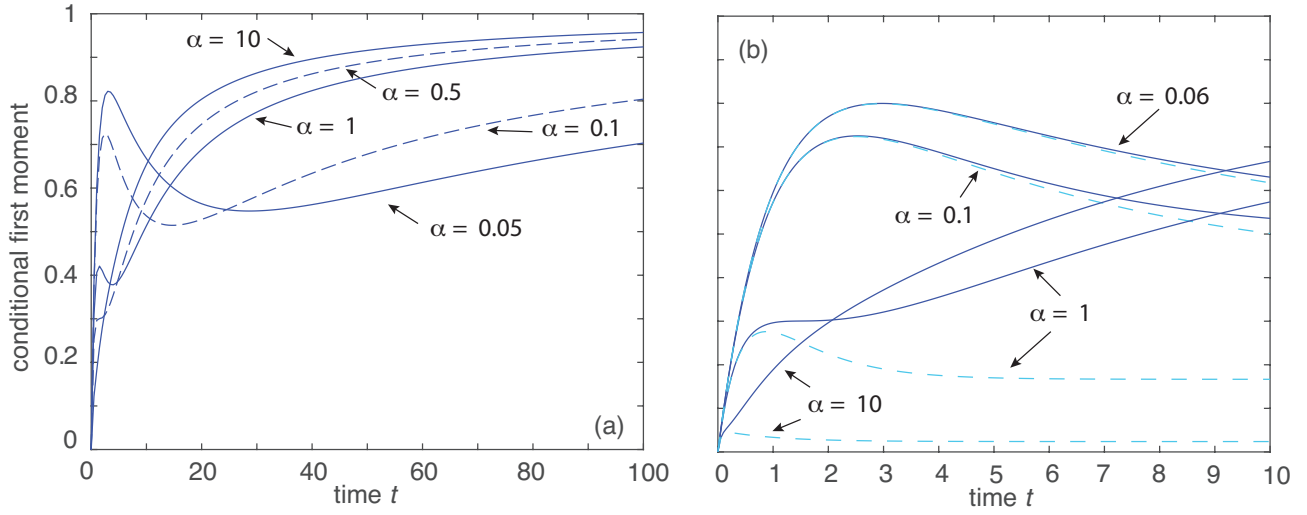 1
0.8
0.6
0.4
0.2
0
conditional first moment
α = 10
α = 0.5
α = 1
α = 0.1
α = 0.05
(a)
0 20 40 60 80 100
time t
(b)
α = 0.06
α = 0.1
α = 1
α = 10
0 1 2 3 4 5 6 7 8 9 10
time t